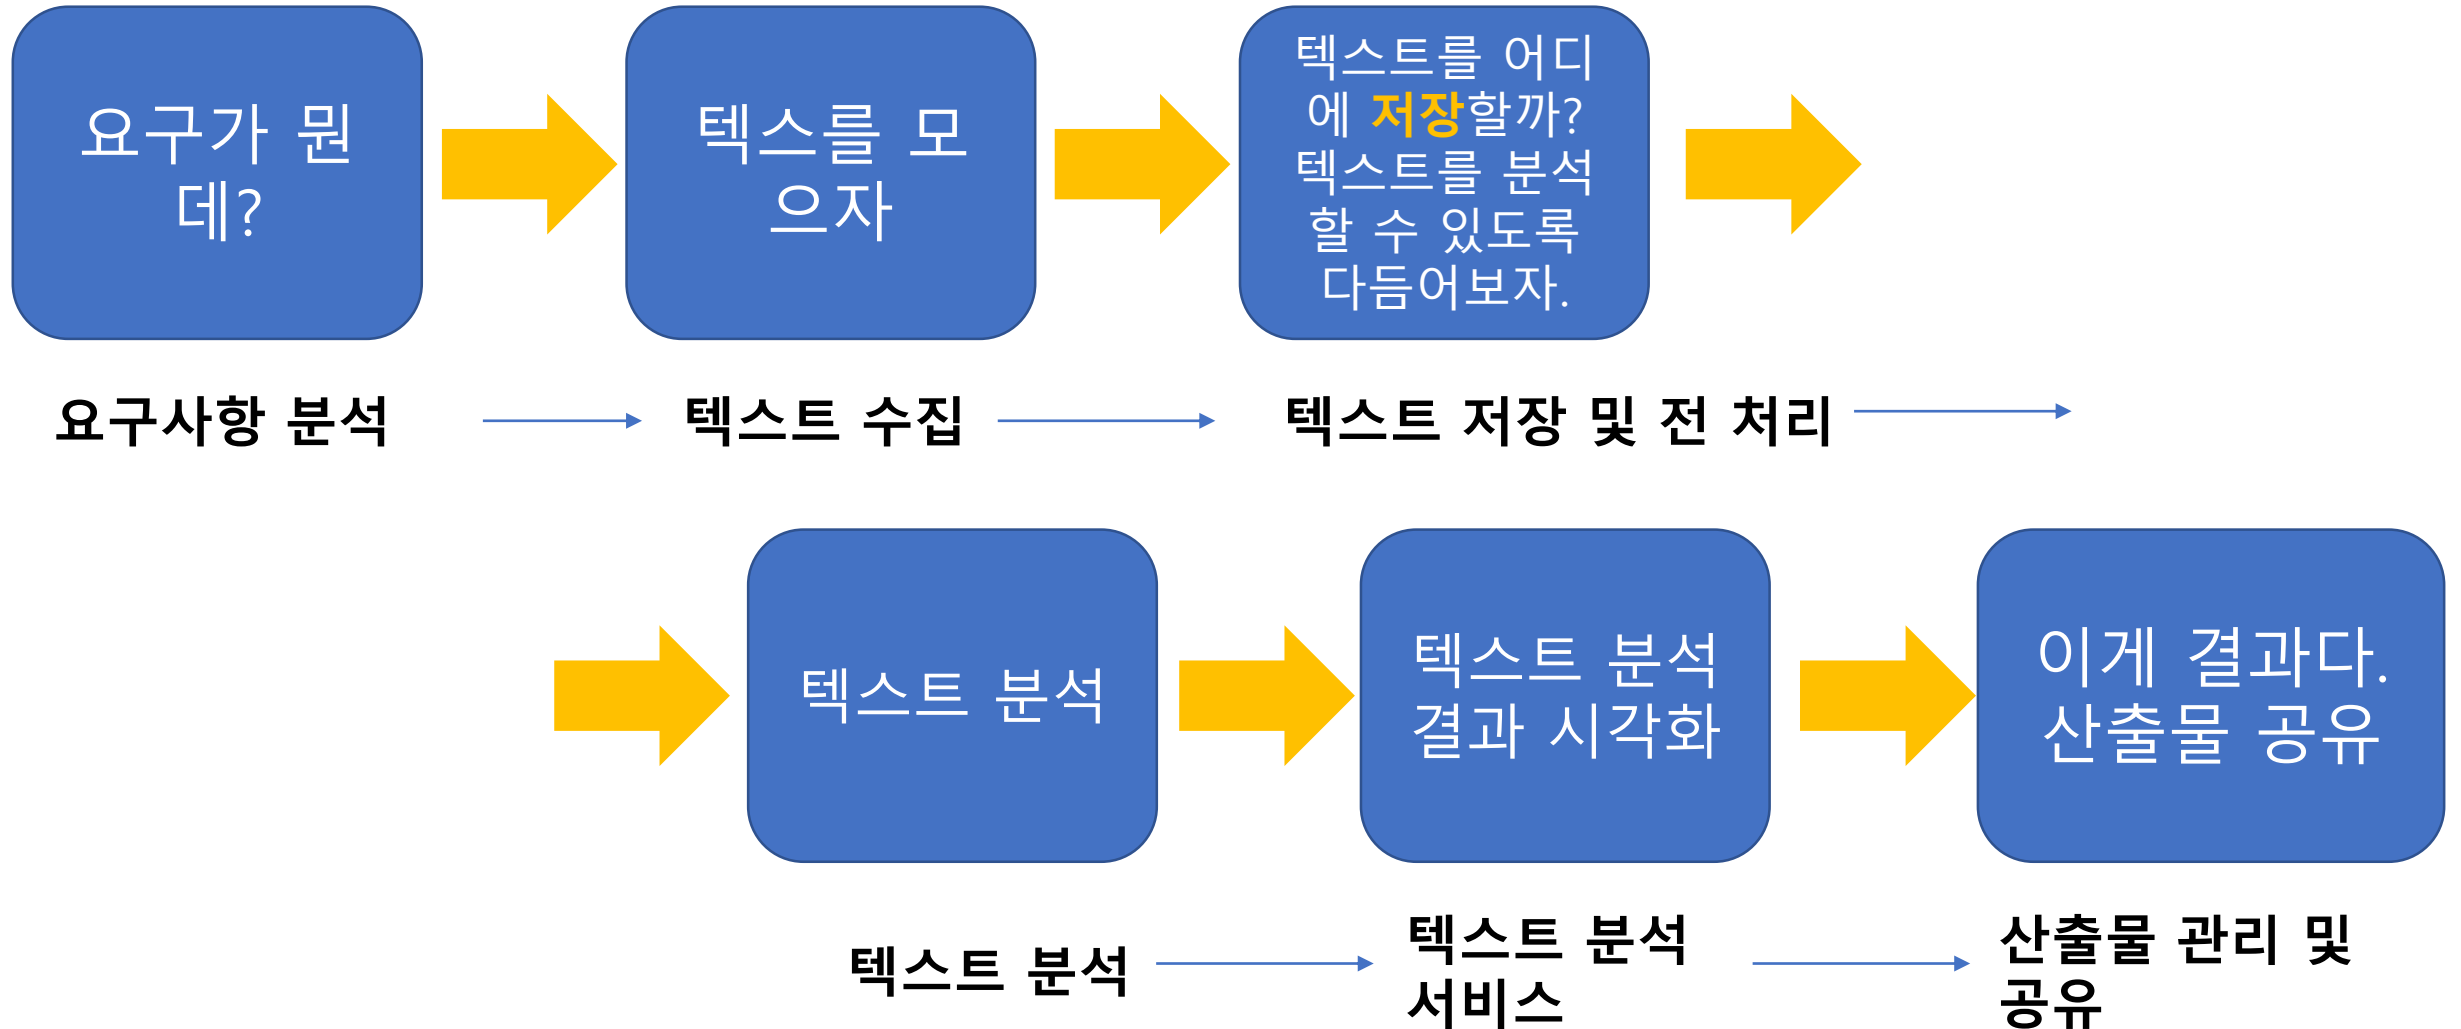 요구가 뭔
데?
텍스를 모
으자
텍스트를 어디
에 저장할까?
텍스트를 분석
할 수 있도록
다듬어보자.
요구사항 분석
텍스트 수집
텍스트 저장 및 전 처리
텍스트 분석
텍스트 분석
결과 시각화
이게 결과다.
산출물 공유
텍스트 분석
텍스트 분석
서비스
산출물 관리 및
공유